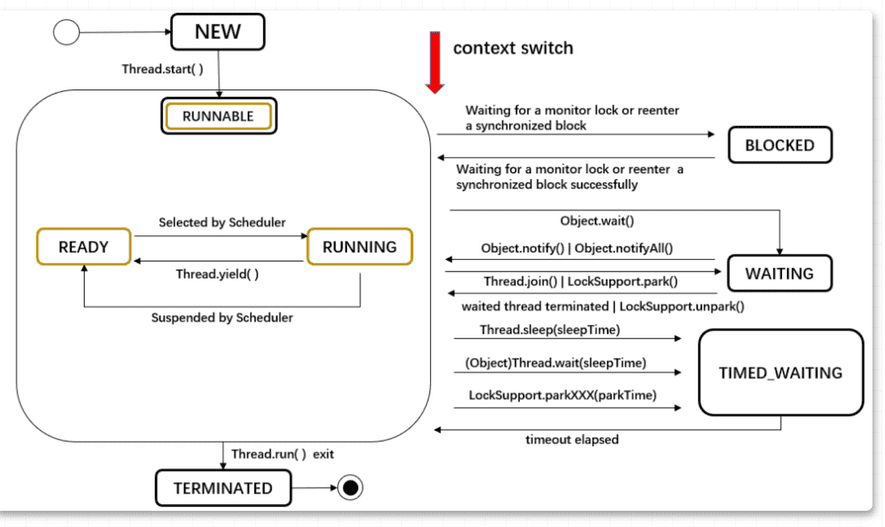 NEW
context switch
Thread.start( )
RUNNABLE
Waiting for a monitor lock or reenter
a synchronized block
BLOCKED
Waiting for a monitor lock or reenter a
synchronized block successfully
Object.wait()
READY
Selected by Scheduler
RUNNING
Object.notify() | Object.notifyAll()
Thread.yield( )
WAITING
Thread.join() | LockSupport.park()
waited thread terminated | LockSupport.unpark()
Suspended by Scheduler
Thread.sleep(sleepTime)
(Object)Thread.wait(sleepTime)
TIMED_WAITING
LockSupport.parkXXX(parkTime)
timeout elapsed
Thread.run( ) exit
TERMINATED